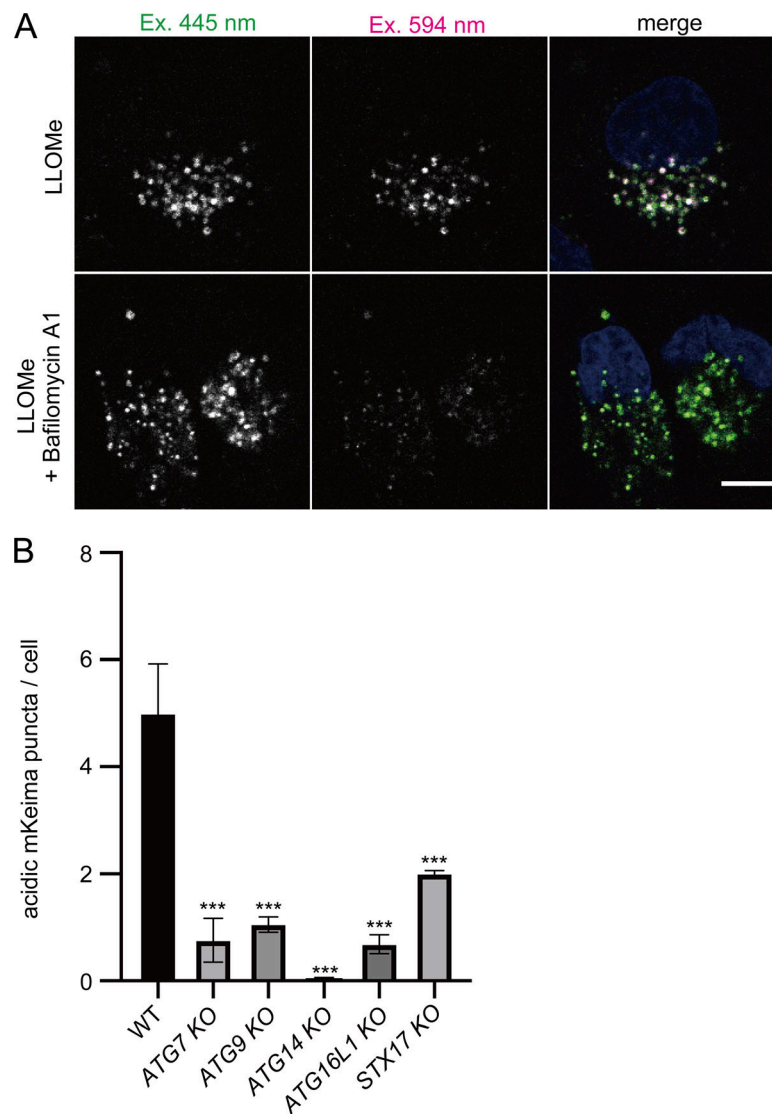 A
Ex. 445 nm
Ex. 594 nm
merge
LLOMe
LLOMe
+ Bafilomycin A1
B
acidic mKeima puncta / cell
8
6
4
2
0
***
***
***
***
***
WT
ATG7 KO
ATG9 KO
ATG14 KO
ATG16L1 KO
STX17 KO